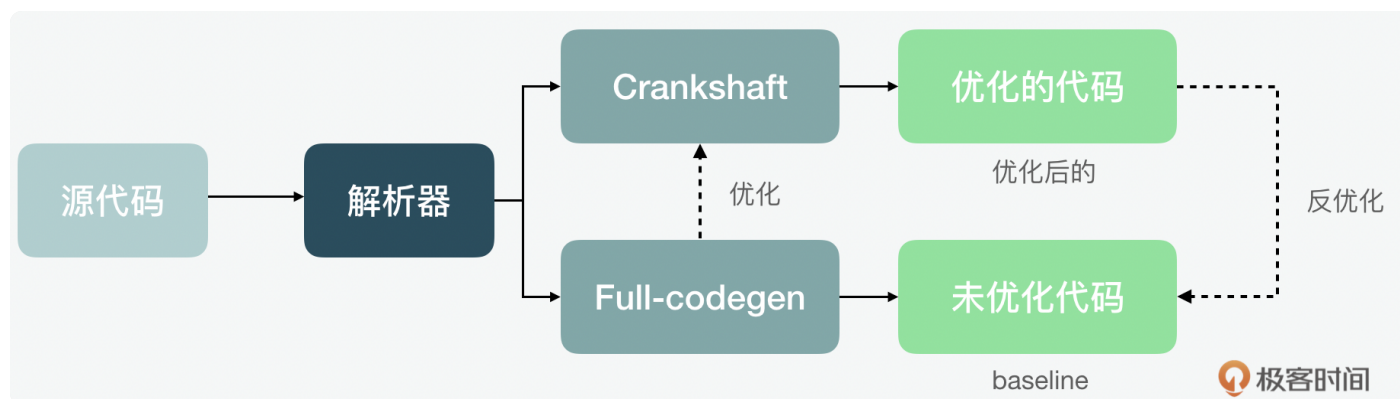 源代码
解析器
Crankshaft
优化的代码
优化后的
优化
反优化
Full-codegen
未优化代码
baseline
极客时间